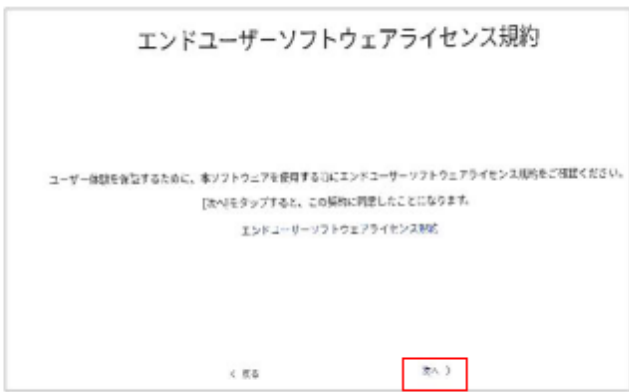 エンドユーザーソフトウェアライセンス規約
ユーザー体験を保証するために、本ソフトウェアを使用する前にエンドユーザーソフトウェアライセンス規約をご確認ください。
[次へ]をタップすると、この契約に同意したことになります。
エンドユーザーソフトウェアライセンス規約
< 戻る
次へ >